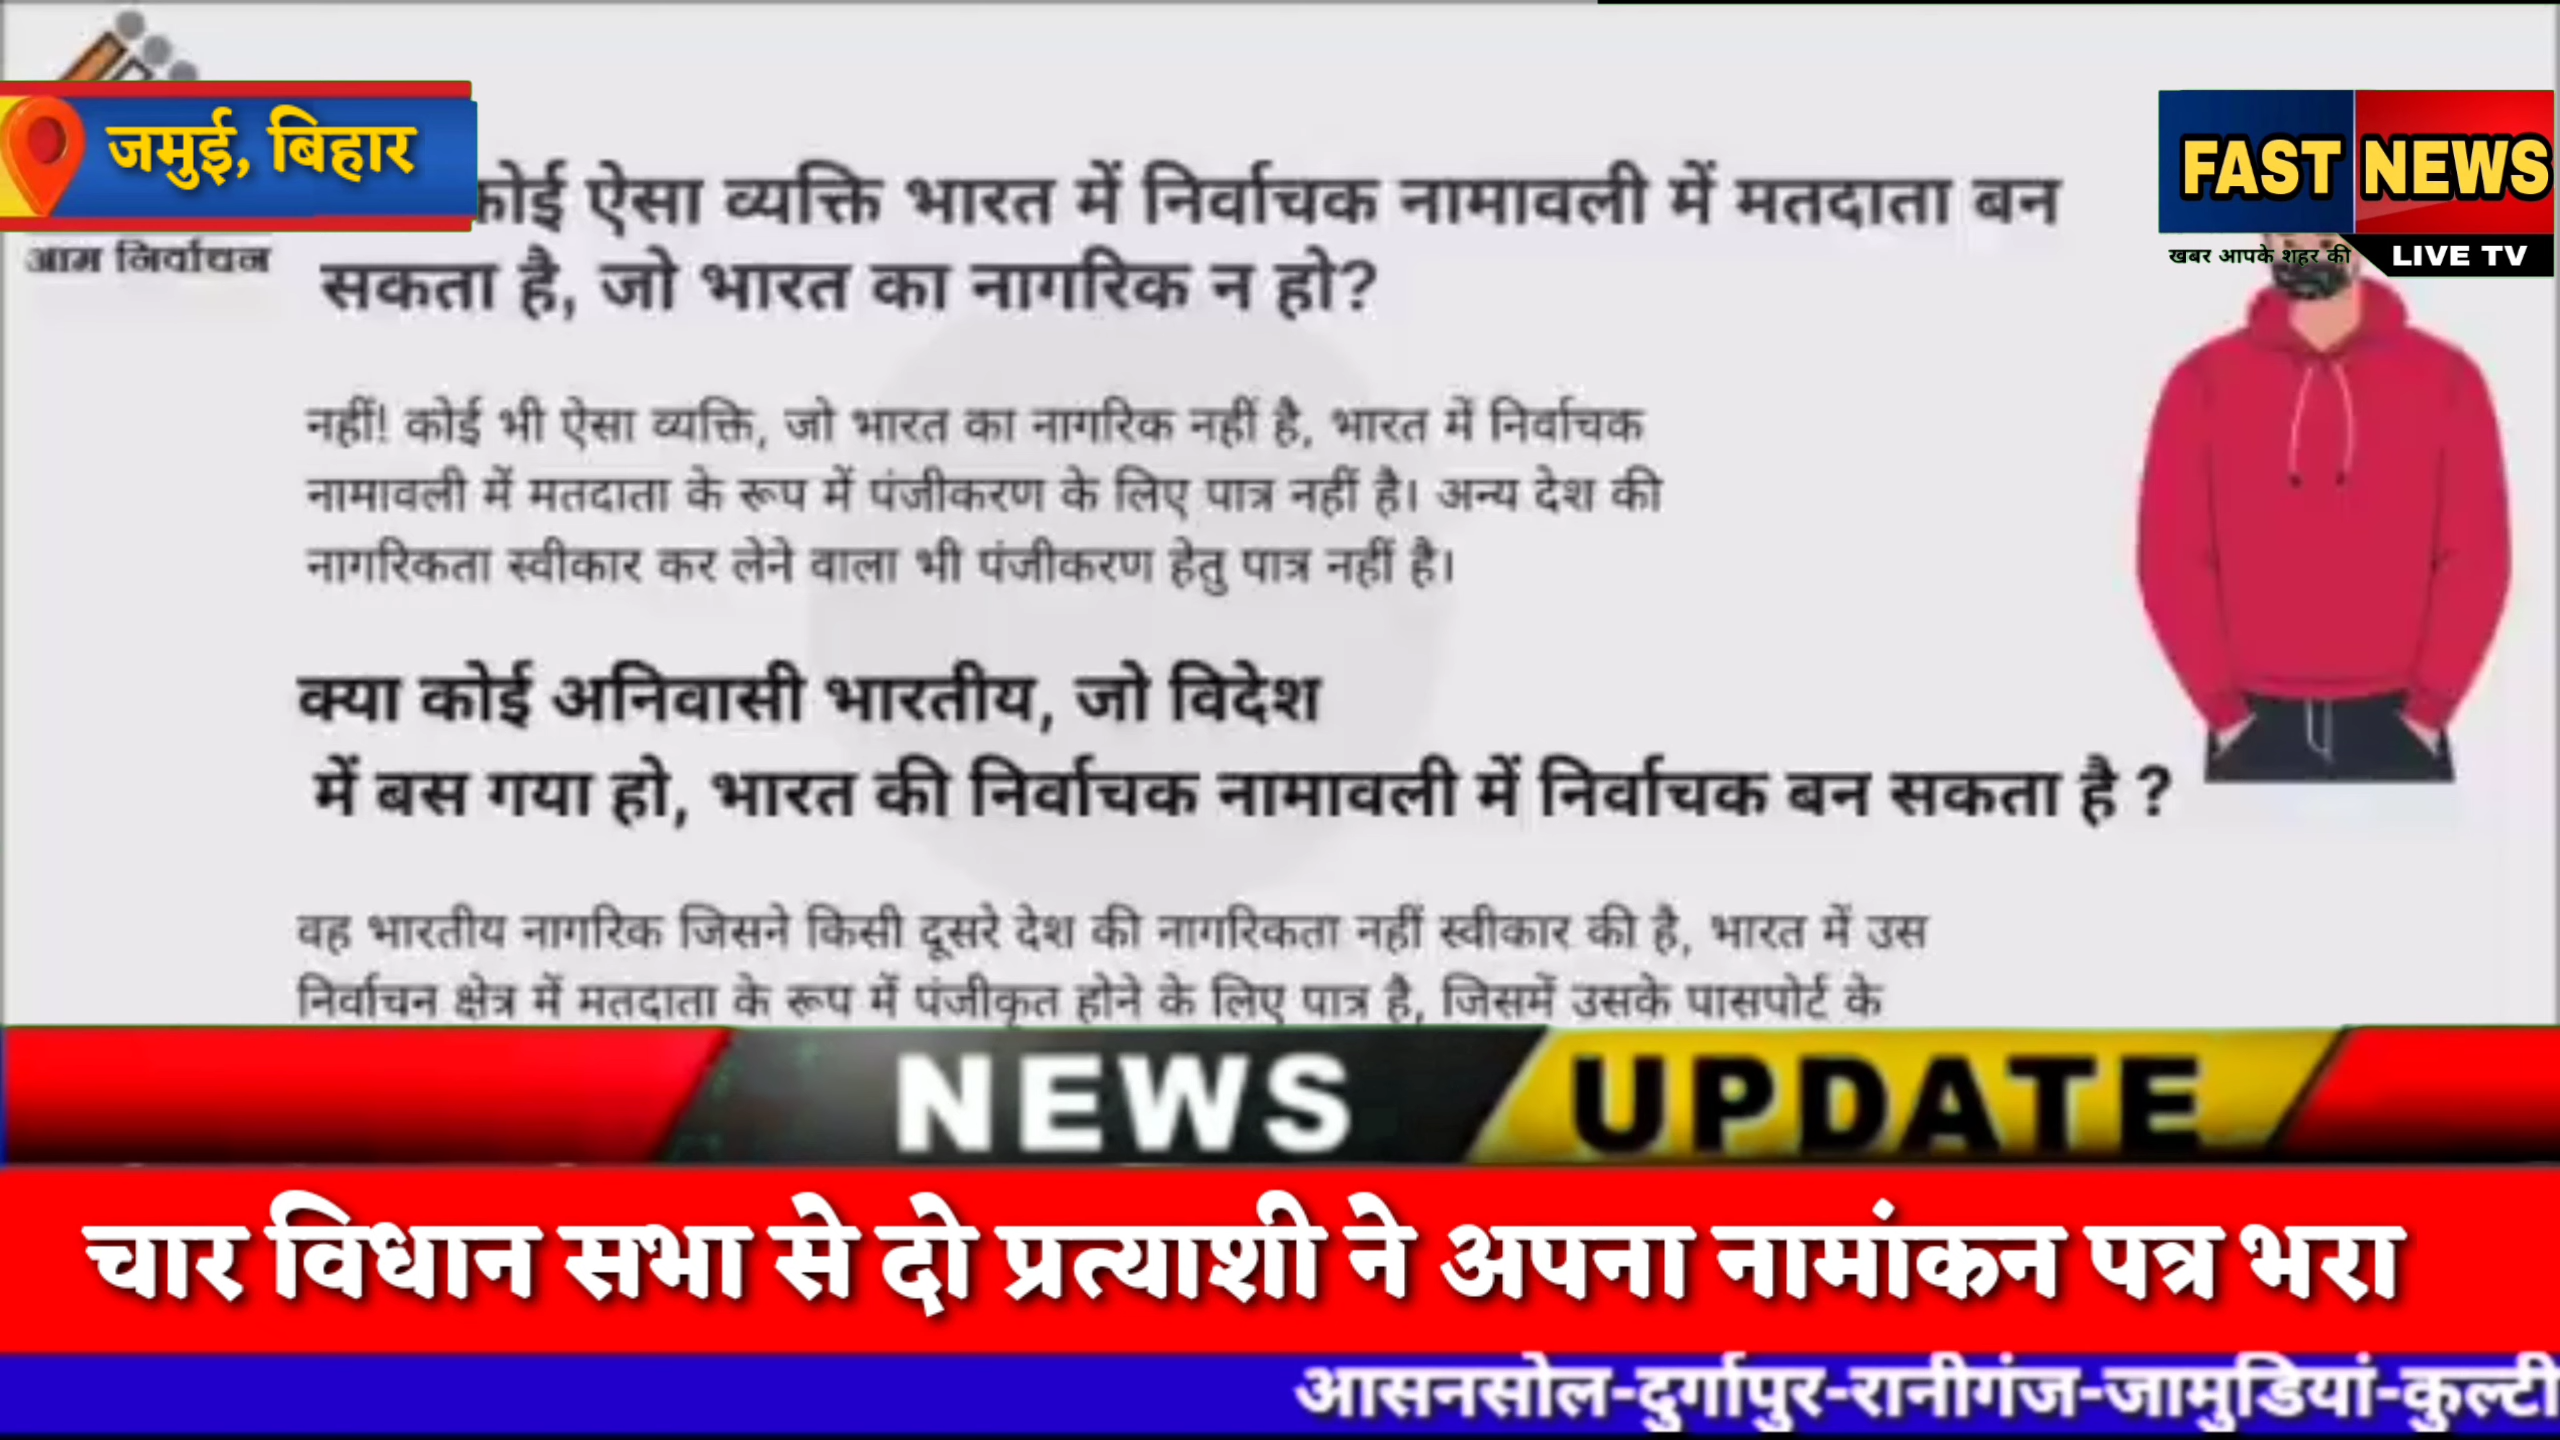 जमुई, बिहार
FAST NEWS
खबर आपके शहर की
LIVE TV
आम निर्वाचन
कोई ऐसा व्यक्ति भारत में निर्वाचक नामावली में मतदाता बन
सकता है, जो भारत का नागरिक न हो?
नहीं! कोई भी ऐसा व्यक्ति, जो भारत का नागरिक नहीं है, भारत में निर्वाचक
नामावली में मतदाता के रूप में पंजीकरण के लिए पात्र नहीं है। अन्य देश की
नागरिकता स्वीकार कर लेने वाला भी पंजीकरण हेतु पात्र नहीं है।
क्या कोई अनिवासी भारतीय, जो विदेश
में बस गया हो, भारत की निर्वाचक नामावली में निर्वाचक बन सकता है ?
वह भारतीय नागरिक जिसने किसी दूसरे देश की नागरिकता नहीं स्वीकार की है, भारत में उस
निर्वाचन क्षेत्र में मतदाता के रूप में पंजीकृत होने के लिए पात्र है, जिसमें उसके पासपोर्ट के
NEWS UPDATE
चार विधान सभा से दो प्रत्याशी ने अपना नामांकन पत्र भरा
आसनसोल-दुर्गापुर-रानीगंज-जामुडियां-कुल्टी